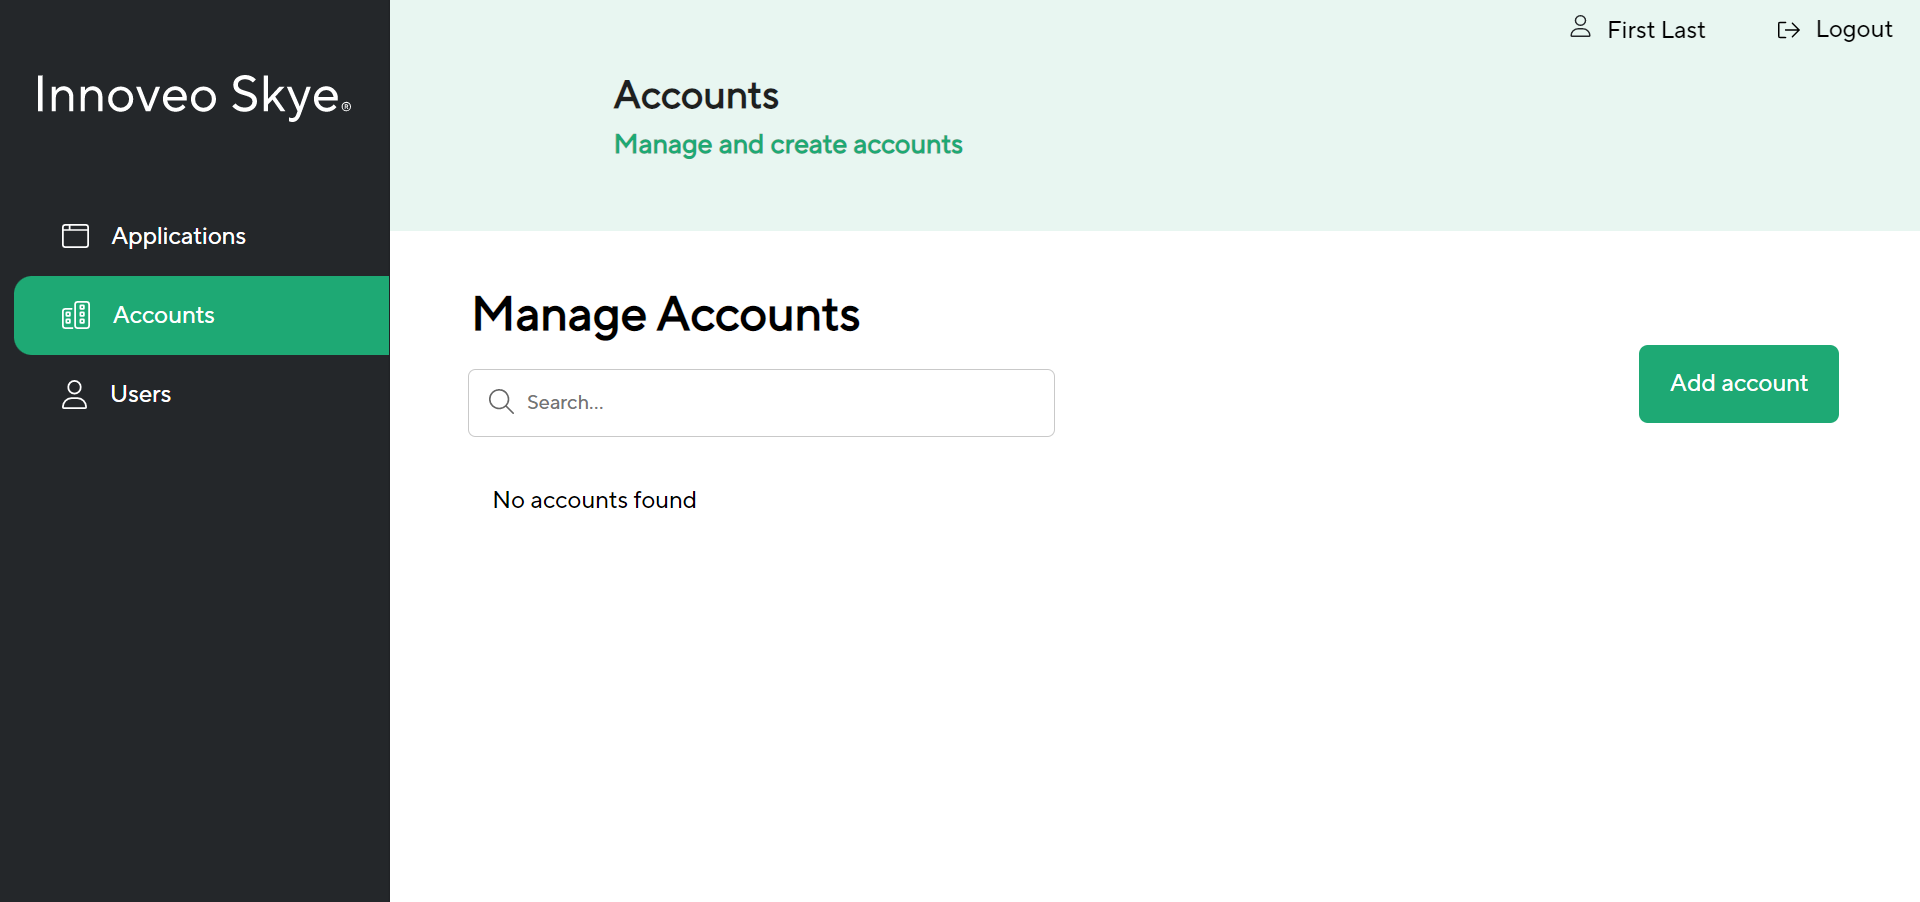 Innoveo Skye®
Applications
Accounts
Users
First Last
Logout
Accounts
Manage and create accounts
Manage Accounts
Search...
Add account
No accounts found